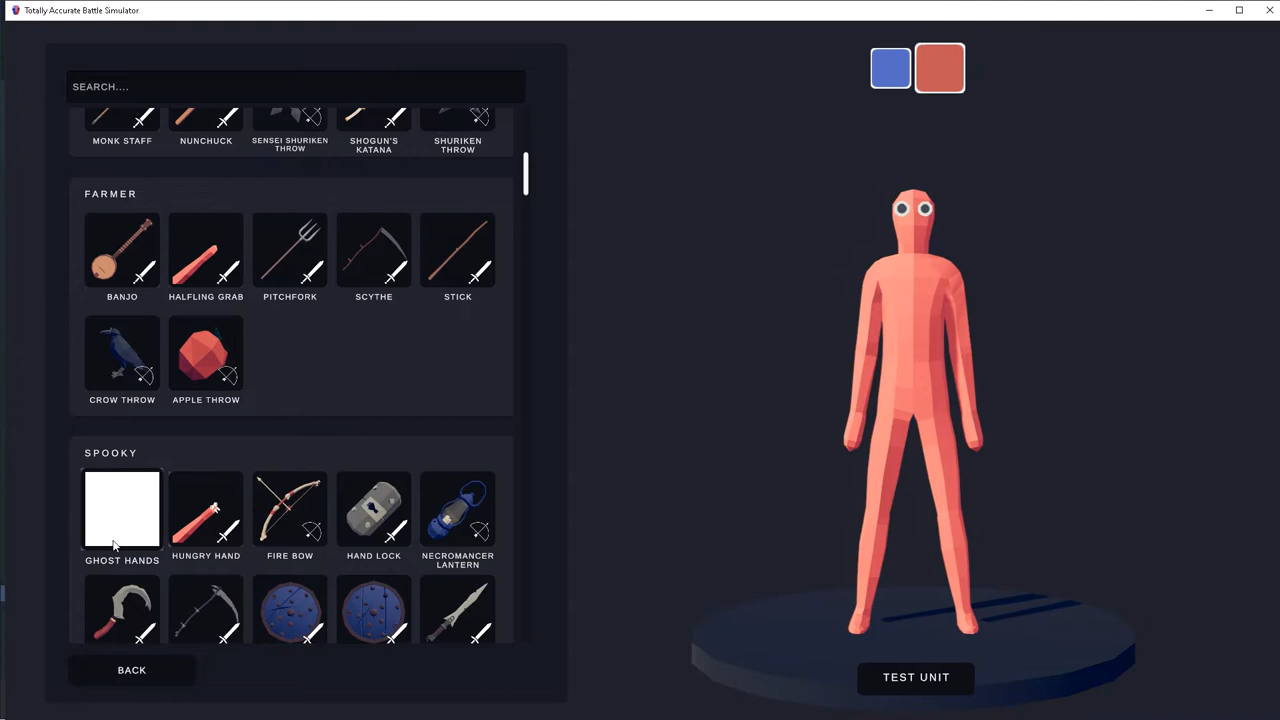 Totally Accurate Battle Simulator
SEARCH....
MONK STAFF
NUNCHUCK
SENSEI SHURIKEN
THROW
SHOGUN'S
KATANA
SHURIKEN
THROW
FARMER
BANJO
HALFLING GRAB
PITCHFORK
SCYTHE
STICK
CROW THROW
APPLE THROW
SPOOKY
GHOST HANDS
HUNGRY HAND
FIRE BOW
HAND LOCK
NECROMANCER
LANTERN
BACK
TEST UNIT